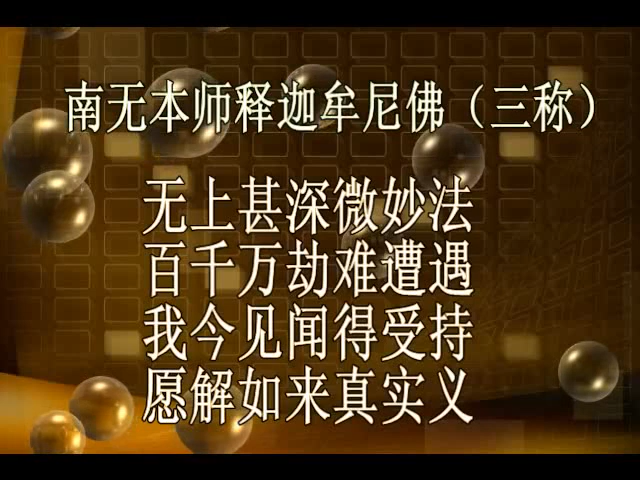 南无本师释迦牟尼佛（三称）
无上甚深微妙法
百千万劫难遭遇
我今见闻得受持
愿解如来真实义